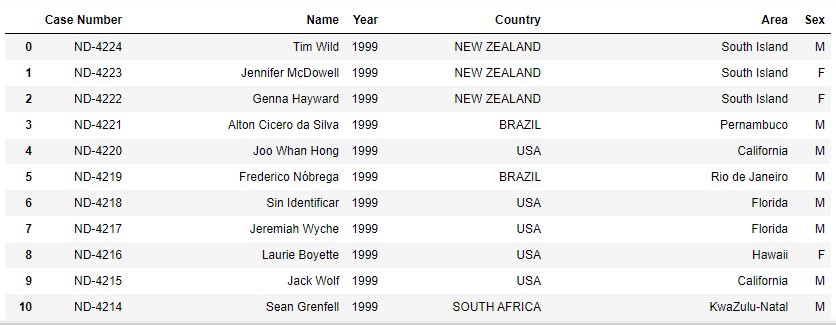 Case Number Name Year Country Area Sex
0 ND-4224 Tim Wild 1999 NEW ZEALAND South Island M
1 ND-4223 Jennifer McDowell 1999 NEW ZEALAND South Island F
2 ND-4222 Genna Hayward 1999 NEW ZEALAND South Island F
3 ND-4221 Alton Cicero da Silva 1999 BRAZIL Pernambuco M
4 ND-4220 Joo Whan Hong 1999 USA California M
5 ND-4219 Frederico Nóbrega 1999 BRAZIL Rio de Janeiro M
6 ND-4218 Sin Identificar 1999 USA Florida M
7 ND-4217 Jeremiah Wyche 1999 USA Florida M
8 ND-4216 Laurie Boyette 1999 USA Hawaii F
9 ND-4215 Jack Wolf 1999 USA California M
10 ND-4214 Sean Grenfell 1999 SOUTH AFRICA KwaZulu-Natal M